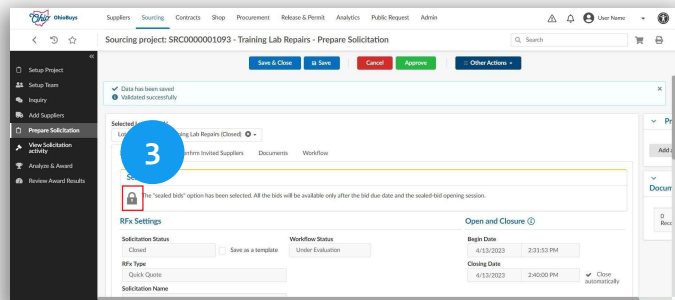 Ohio OhioBuys
Suppliers Sourcing Contracts Shop Procurement Release & Permit Analytics Public Request Admin
User Name
Sourcing project: SRC0000001093 - Training Lab Repairs - Prepare Solicitation
Search
Save & Close Save Cancel Approve Other Actions
Setup Project
Setup Team
Inquiry
Add Suppliers
Prepare Solicitation
View Solicitation
activity
Analyze & Award
Review Award Results
Data has been saved
Validated successfully
ning Lab Repairs (Closed)
nfirm Invited Suppliers Documents Workflow
3
The "sealed bids" option has been selected. All the bids will be available only after the bid due date and the sealed-bid opening session.
RFx Settings
Open and Closure
Solicitation Status
Workflow Status
Begin Date
Closed
Save as a template
Under Evaluation
4/13/2023 2:31:53 PM
RFx Type
Closing Date
Quick Quote
4/13/2023 2:40:00 PM
Close
automatically
Solicitation Name
Pr
Add a
Docum
0
Reco